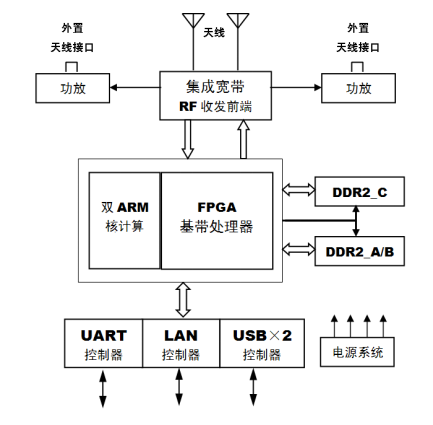 外置
天线接口
天线
外置
天线接口
功放
集成宽带
RF 收发前端
功放
双 ARM
核计算
FPGA
基带处理器
DDR2_C
DDR2_A/B
UART
控制器
LAN
控制器
USB×2
控制器
电源系统